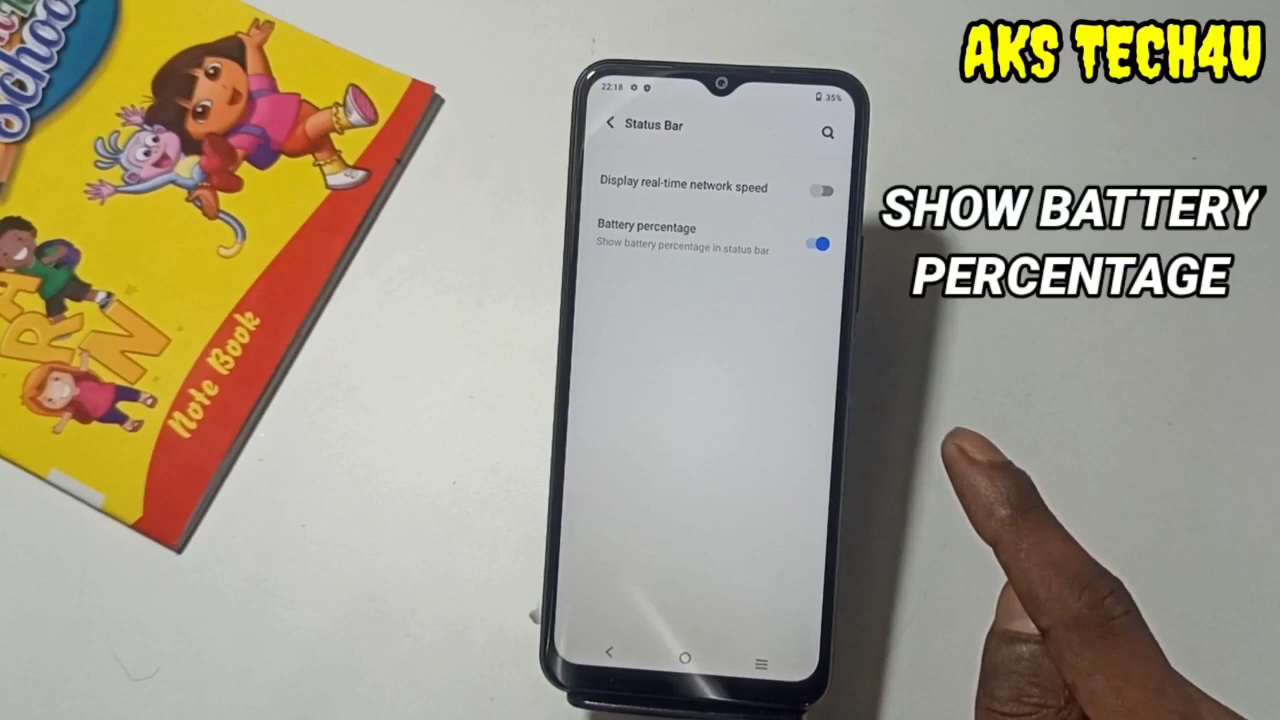 School
Note Book
22:18
35%
Status Bar
Display real-time network speed
Battery percentage
Show battery percentage in status bar
AKS TECH4U
SHOW BATTERY
PERCENTAGE